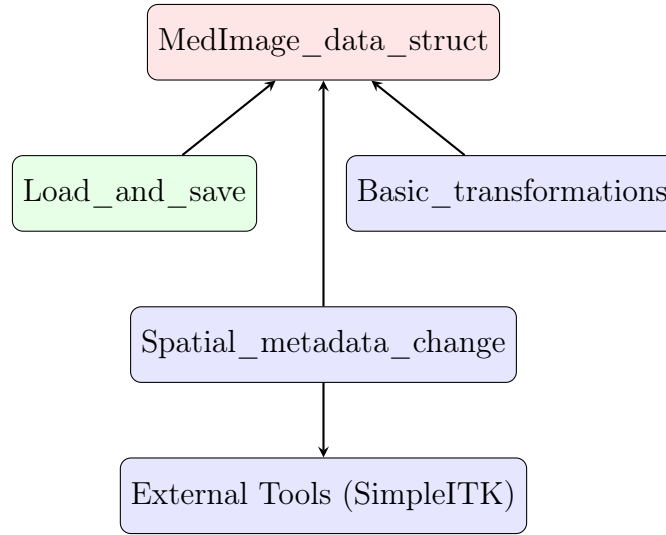 MedImage_data_struct
Load_and_save
Basic_transformations
Spatial_metadata_change
External Tools (SimpleITK)